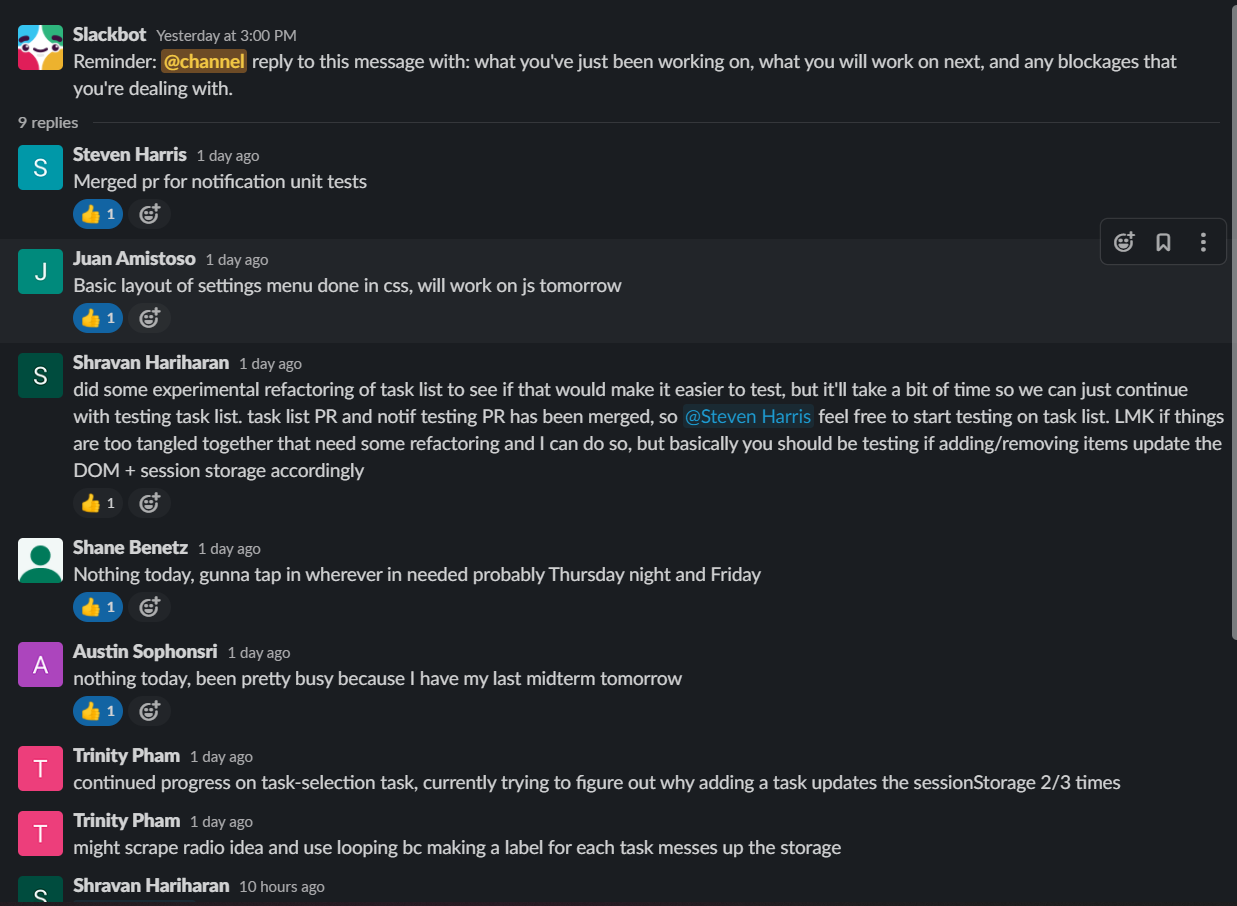 Slackbot Yesterday at 3:00 PM
Reminder: @channel reply to this message with: what you've just been working on, what you will work on next, and any blockages that
you're dealing with.
9 replies
S
Steven Harris 1 day ago
Merged pr for notification unit tests
👍 1
J
Juan Amistoso 1 day ago
Basic layout of settings menu done in css, will work on js tomorrow
👍 1
S
Shravan Hariharan 1 day ago
did some experimental refactoring of task list to see if that would make it easier to test, but it'll take a bit of time so we can just continue
with testing task list. task list PR and notif testing PR has been merged, so @Steven Harris feel free to start testing on task list. LMK if things
are too tangled together that need some refactoring and I can do so, but basically you should be testing if adding/removing items update the
DOM + session storage accordingly
👍 1
Shane Benetz 1 day ago
Nothing today, gunna tap in wherever in needed probably Thursday night and Friday
👍 1
A
Austin Sophonsri 1 day ago
nothing today, been pretty busy because I have my last midterm tomorrow
👍 1
T
Trinity Pham 1 day ago
continued progress on task-selection task, currently trying to figure out why adding a task updates the sessionStorage 2/3 times
T
Trinity Pham 1 day ago
might scrape radio idea and use looping bc making a label for each task messes up the storage
S
Shravan Hariharan 10 hours ago